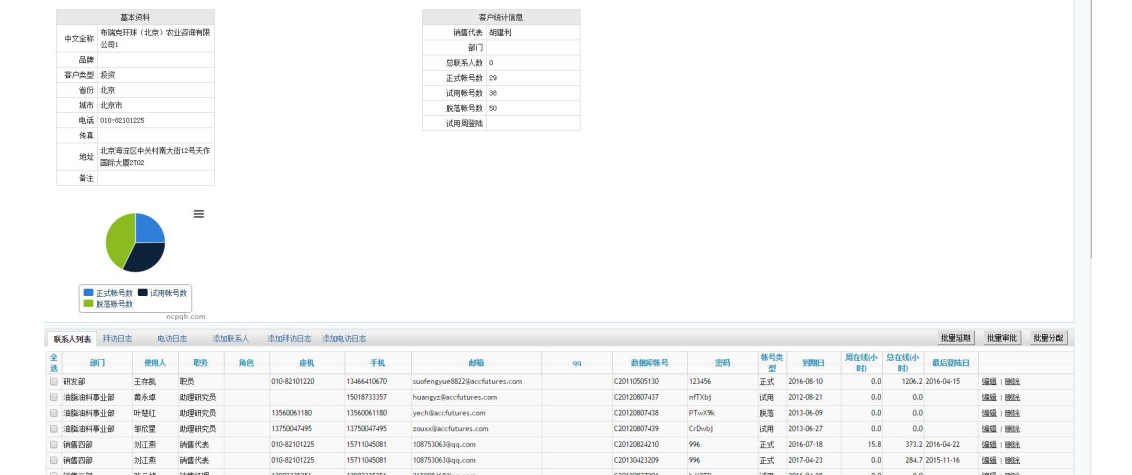 基本资料
中文全称 布瑞克环球（北京）农业咨询有限
公司1
品牌
客户类型 投资
省份 北京
城市 北京市
电话 010-82101225
传真
地址 北京海淀区中关村南大街12号天作
国际大厦2702
备注
客户统计信息
销售代表 胡建利
部门
总联系人数 0
正式帐号数 29
试用帐号数 38
脱落帐号数 50
试用周登陆
正式帐号数 试用帐号数
脱落帐号数
ncpqh.com
联系人列表 拜访日志 电访日志 添加联系人 添加拜访日志 添加电访日志 批量延期 批量审批 批量分配
全选 部门 使用人 职务 角色 座机 手机 邮箱 qq 数据库帐号 密码 帐号类型 到期日 周在线(小时) 总在线(小时) 最后登陆日
研发部 王存凯 职员 010-82101220 13466410670 suofengyue8822@accfutures.com C20110505130 123456 正式 2016-08-10 0.0 1206.2 2016-04-15 编辑 | 删除
油脂油料事业部 黄永卓 助理研究员 15018733357 huangyz@accfutures.com C20120807437 nfTXbj 试用 2012-08-21 0.0 0.0 编辑 | 删除
油脂油料事业部 叶楚红 助理研究员 13560061180 13560061180 yech@accfutures.com C20120807438 PTwX9k 脱落 2013-06-09 0.0 0.0 编辑 | 删除
油脂油料事业部 邹欣星 助理研究员 13750047495 13750047495 zouxx@accfutures.com C20120807439 CrDwbj 试用 2013-06-27 0.0 0.0 编辑 | 删除
销售四部 刘江燕 销售代表 010-82101225 15711045081 108753063@qq.com C20120824210 996 正式 2016-07-18 15.8 373.2 2016-04-22 编辑 | 删除
销售四部 刘江燕 销售代表 010-82101225 15711045081 108753063@qq.com C20130423209 996 正式 2017-04-23 0.0 284.7 2015-11-16 编辑 | 删除